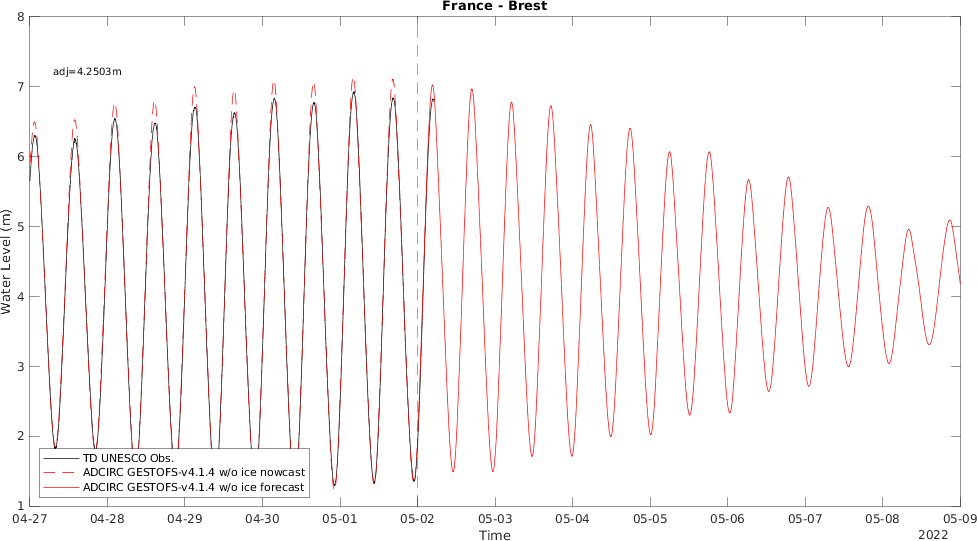 France - Brest
8
7
6
5
4
3
2
1
Water Level (m)
adj=4.2503m
TD UNESCO Obs.
ADCIRC GESTOFS-v4.1.4 w/o ice nowcast
ADCIRC GESTOFS-v4.1.4 w/o ice forecast
04-27 04-28 04-29 04-30 05-01 05-02 05-03 05-04 05-05 05-06 05-07 05-08 05-09
Time
2022